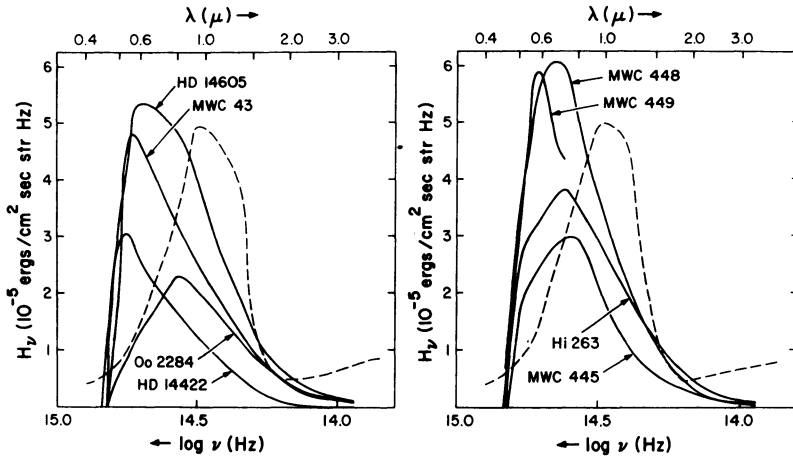 λ (μ) →
0.4 0.6 1.0 2.0 3.0
6
5
4
3
2
1
H_ν (10⁻⁵ ergs/cm² sec str Hz)
HD 14605
MWC 43
Oo 2284
HD 14422
15.0 14.5 14.0
← log ν (Hz)
λ (μ) →
0.4 0.6 1.0 2.0 3.0
6
5
4
3
2
1
H_ν (10⁻⁵ ergs/cm² sec str Hz)
MWC 448
MWC 449
Hi 263
MWC 445
15.0 14.5 14.0
← log ν (Hz)